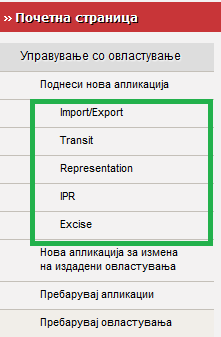 » Почетна страница
Управување со овластување
Поднеси нова апликација
Import/Export
Transit
Representation
IPR
Excise
Нова апликација за измена
на издадени овластувања
Пребарувај апликации
Пребарувај овластувања